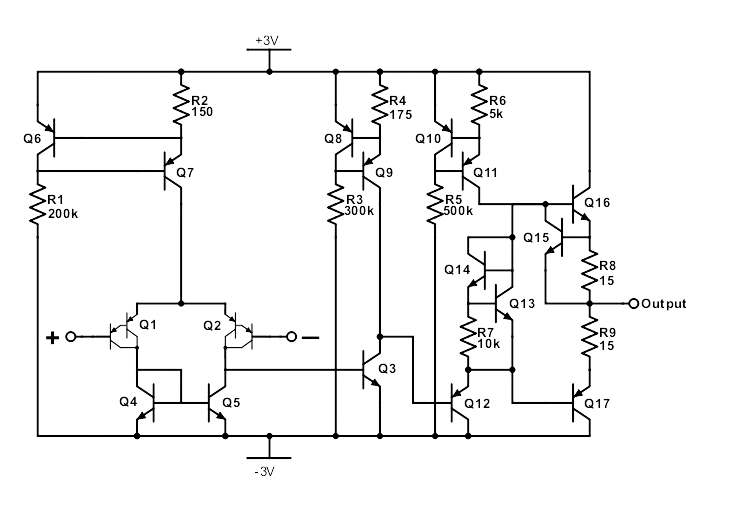 +3V
R2
150
R4
175
R6
5k
Q6
Q8
Q10
Q7
Q9
Q11
R1
200k
R3
300k
R5
500k
Q16
Q15
Q14
R8
15
Q13
+
Q1
Q2
−
Output
R7
10k
R9
15
Q3
Q4
Q5
Q12
Q17
-3V